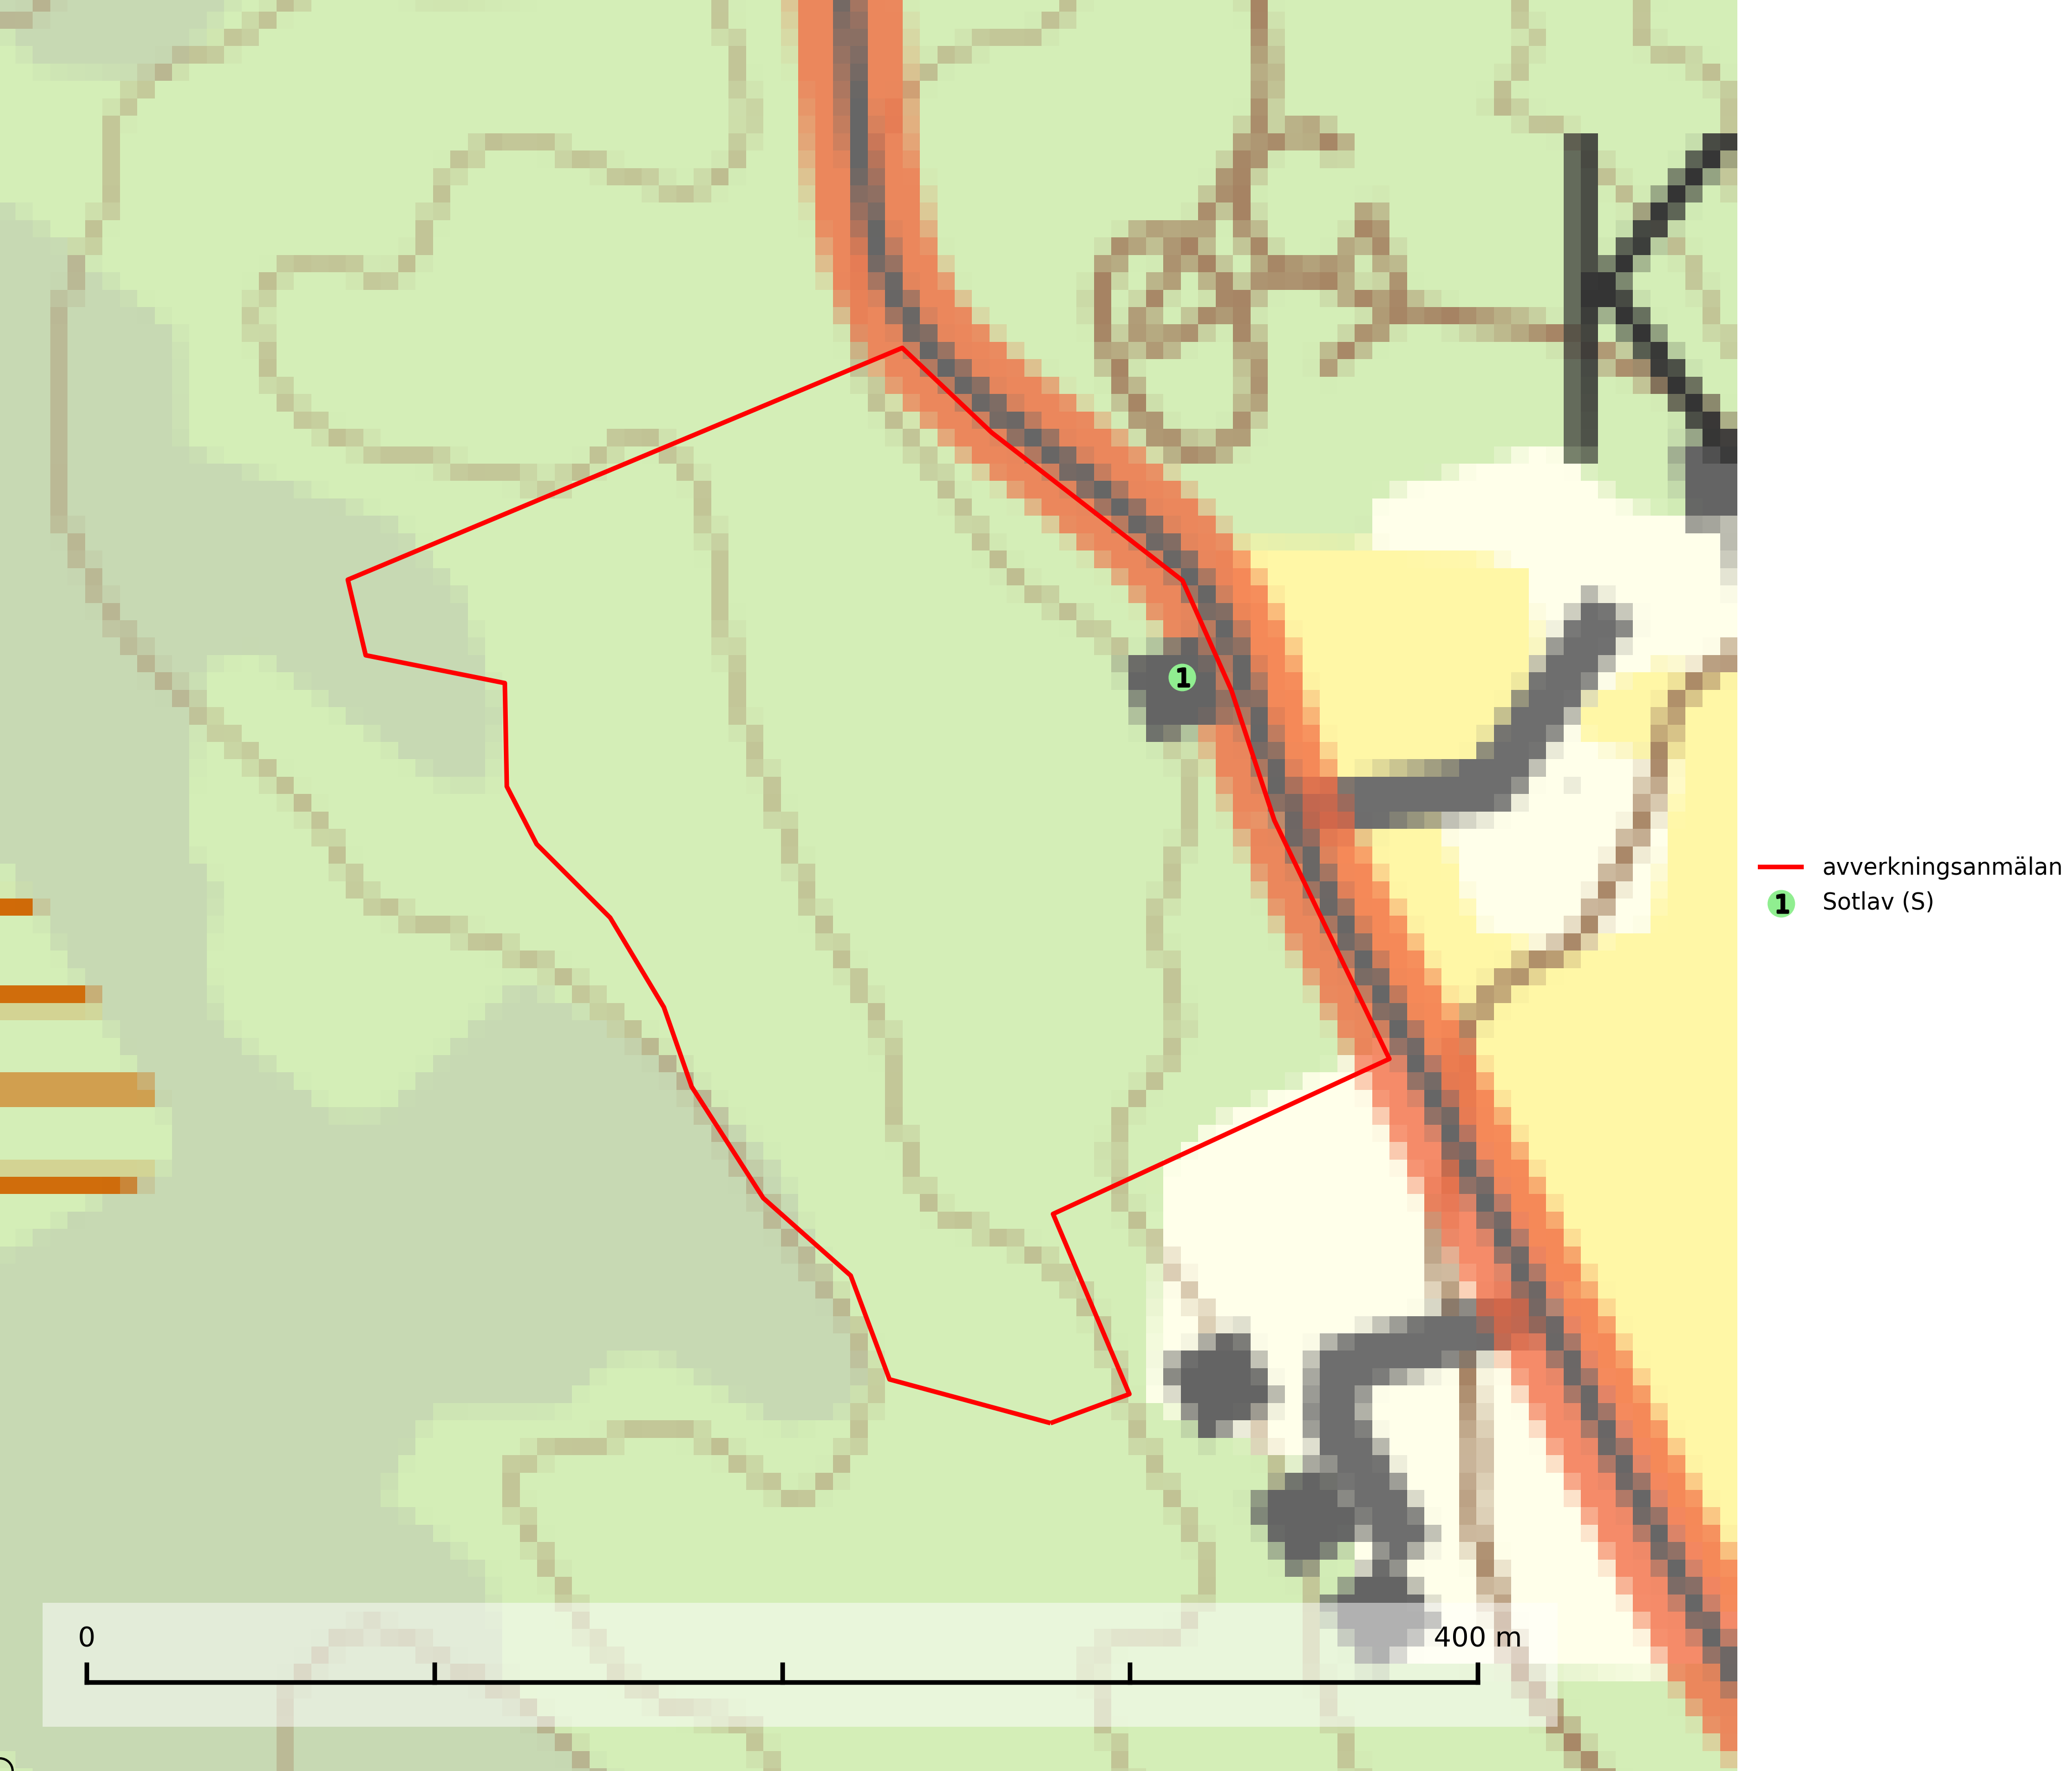 1
avverkningsanmälan
1 Sotlav (S)
0 400 m